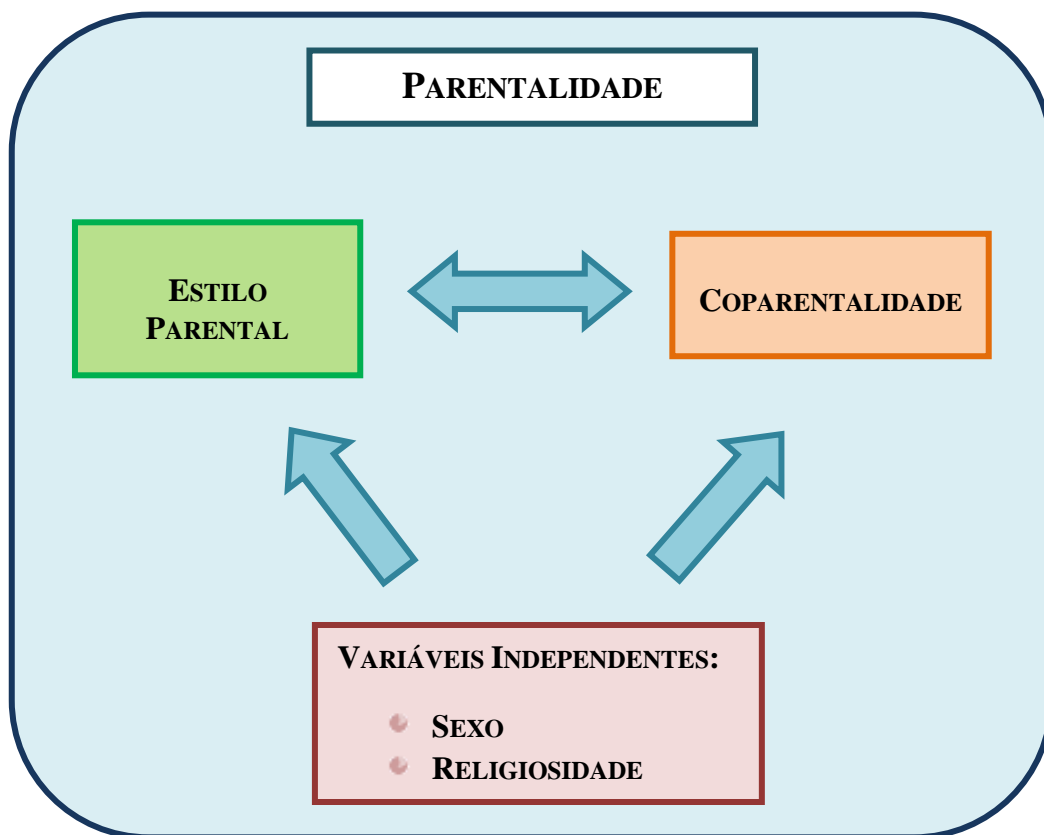 PARENTALIDADE
ESTILO
PARENTAL
COPARENTALIDADE
VARIÁVEIS INDEPENDENTES:
SEXO
RELIGIOSIDADE